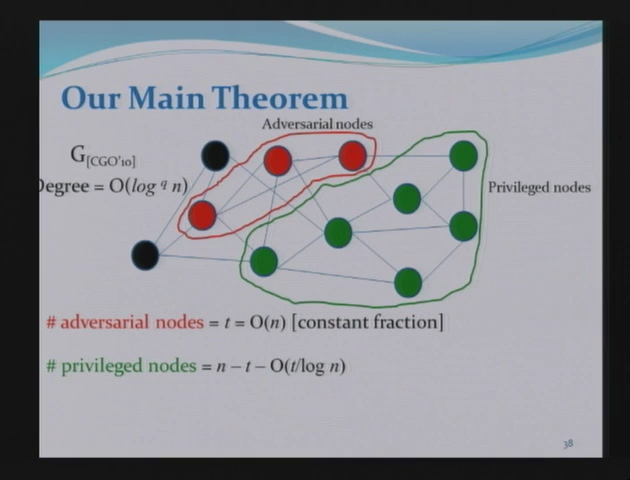 Our Main Theorem
Adversarial nodes
G[CGO'10]
Degree = O(log q n)
Privileged nodes
# adversarial nodes = t = O(n) [constant fraction]
# privileged nodes = n – t – O(t/log n)
38